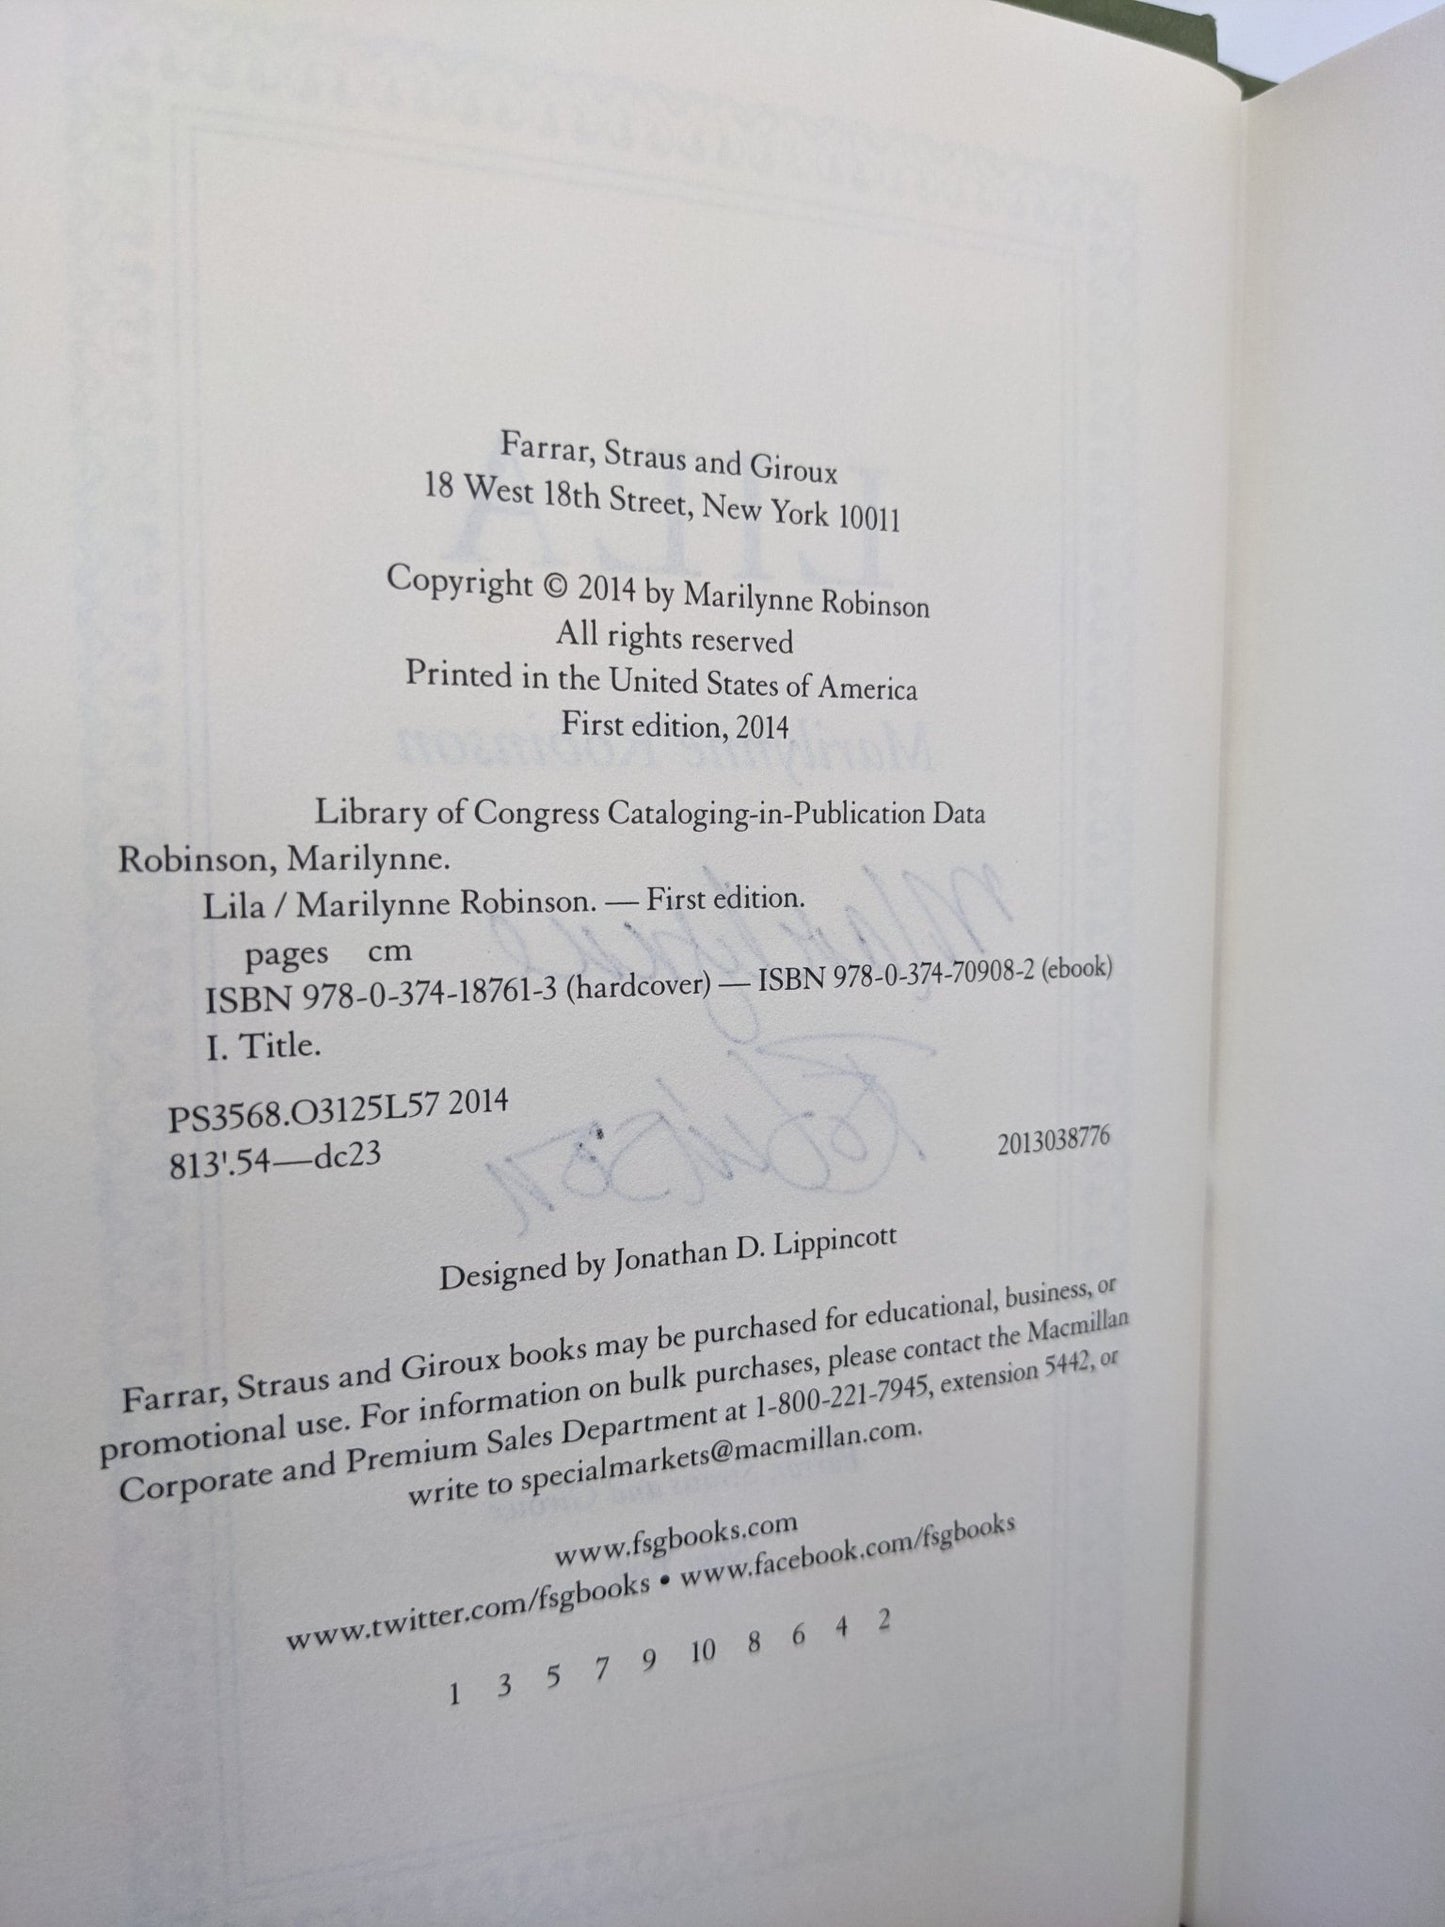 Farrar, Straus and Giroux
18 West 18th Street, New York 10011
Copyright © 2014 by Marilynne Robinson
All rights reserved
Printed in the United States of America
First edition, 2014
Library of Congress Cataloging-in-Publication Data
Robinson, Marilynne.
Lila / Marilynne Robinson. — First edition.
pages cm
ISBN 978-0-374-18761-3 (hardcover) — ISBN 978-0-374-70908-2 (ebook)
I. Title.
PS3568.O3125L57 2014
813'.54—dc23
2013038776
Designed by Jonathan D. Lippincott
Farrar, Straus and Giroux books may be purchased for educational, business, or
promotional use. For information on bulk purchases, please contact the Macmillan
Corporate and Premium Sales Department at 1-800-221-7945, extension 5442, or
write to specialmarkets@macmillan.com.
www.fsgbooks.com
www.twitter.com/fsgbooks • www.facebook.com/fsgbooks
1 3 5 7 9 10 8 6 4 2
LILA
Marilynne Robinson
Marilynne
Robinson